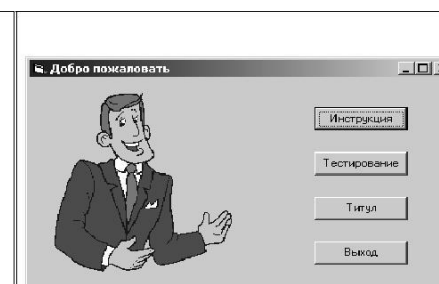 Добро пожаловать
Инструкция
Тестирование
Титул
Выход